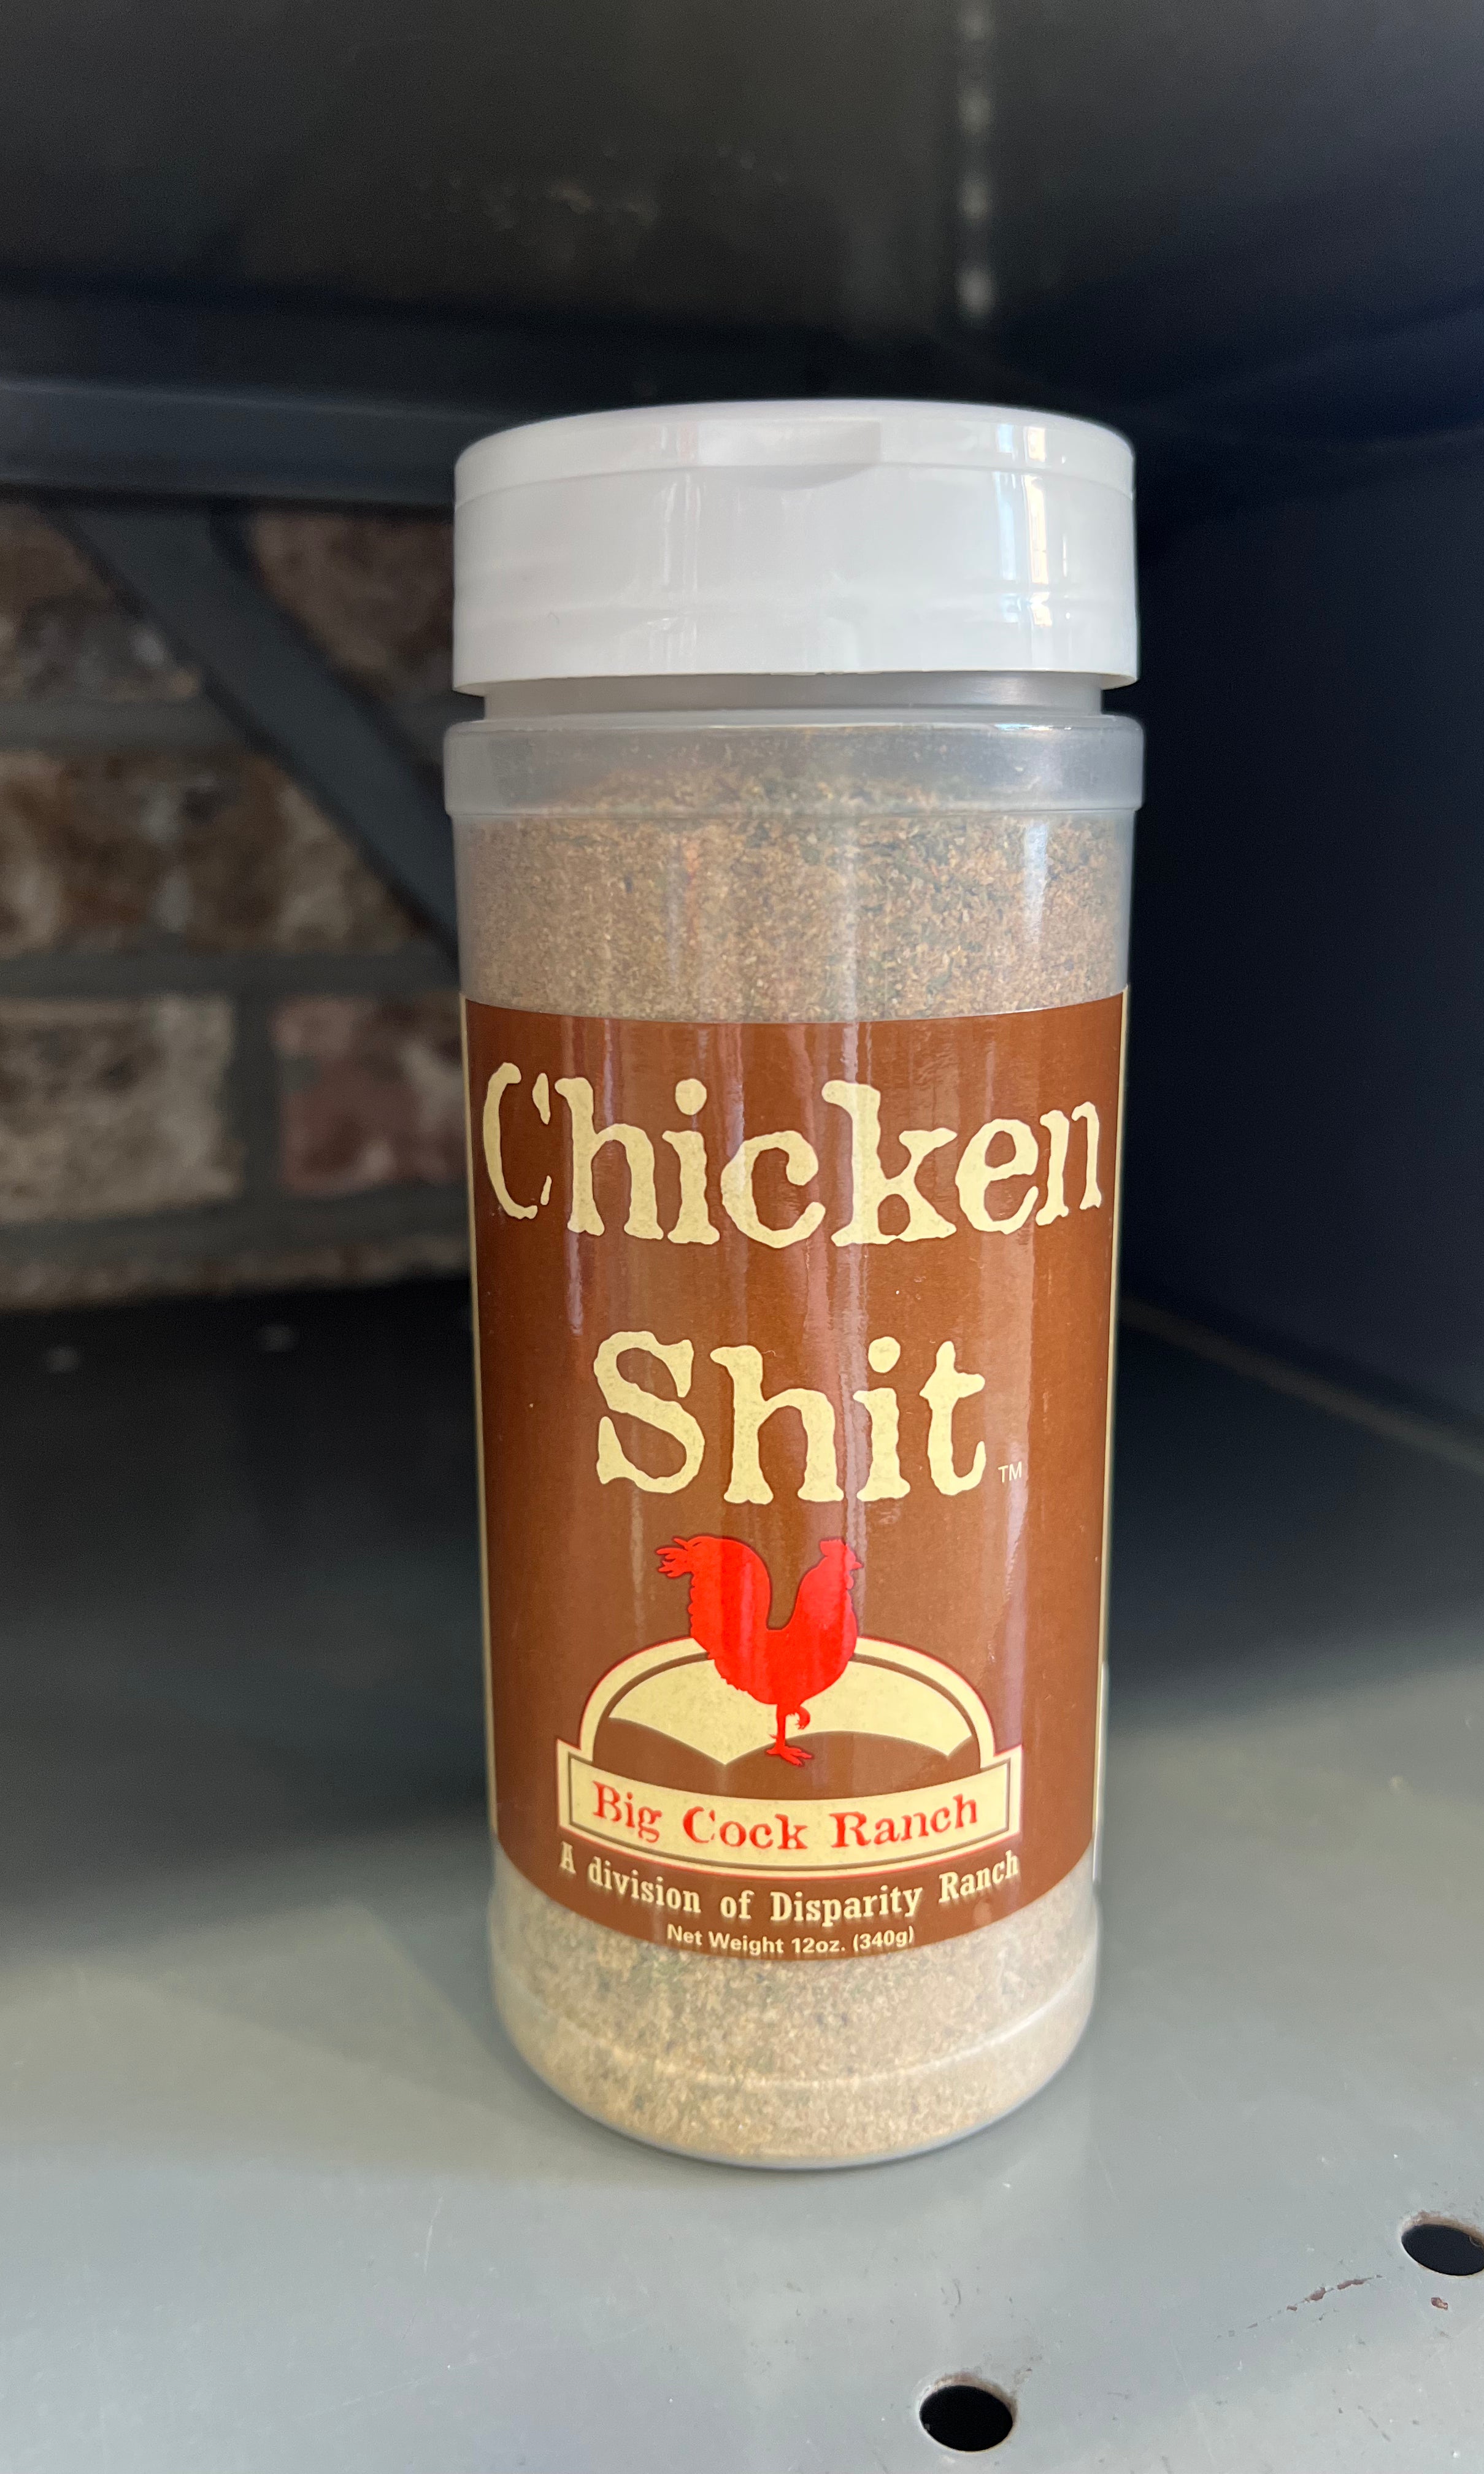 Chicken
Shit™
Big Cock Ranch
A division of Disparity Ranch
Net Weight 12oz. (340g)